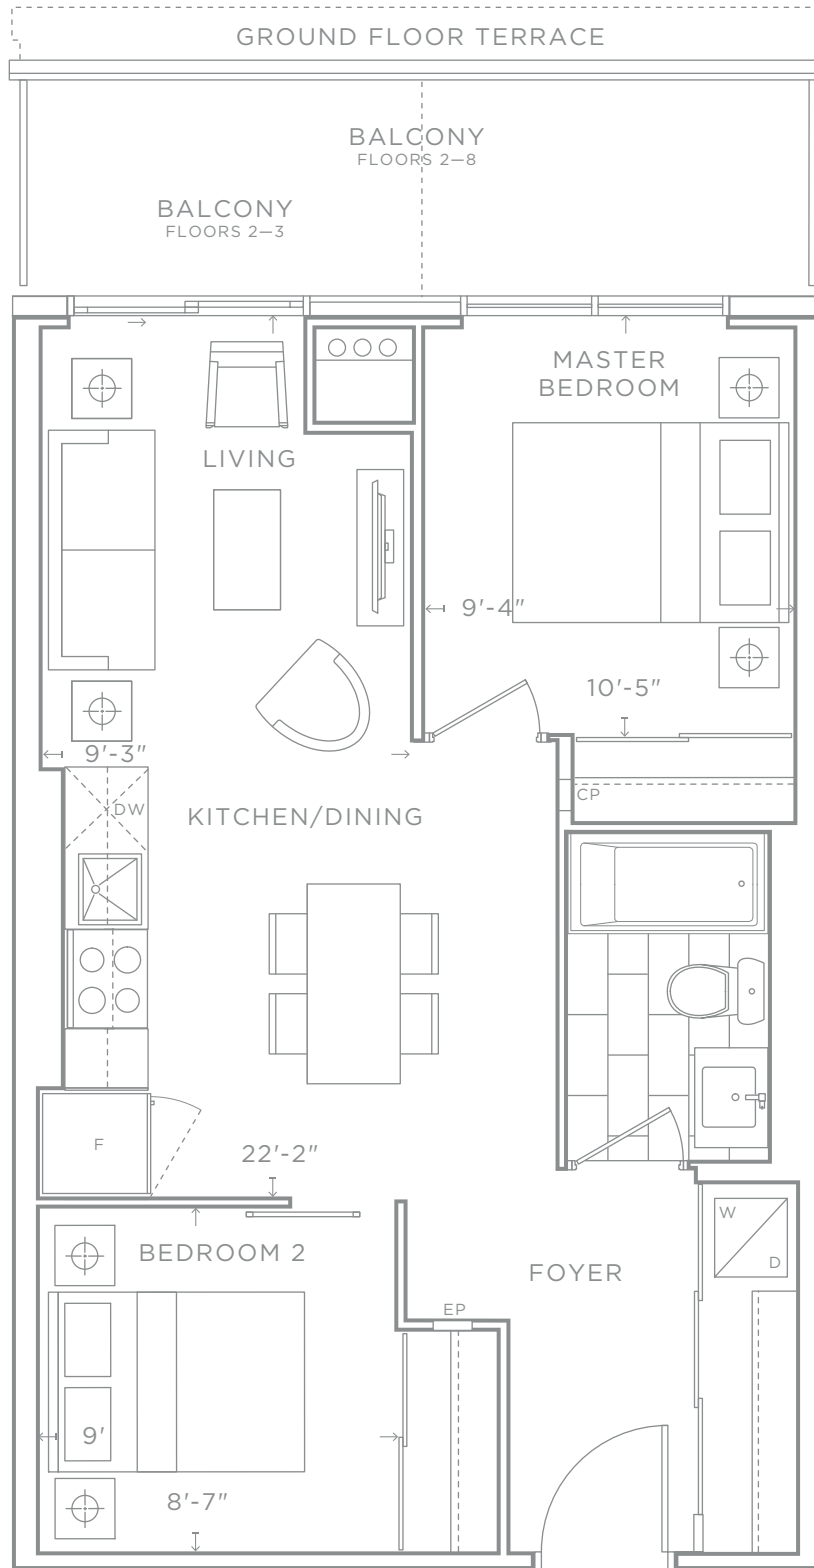 GROUND FLOOR TERRACE
BALCONY
FLOORS 2—8
BALCONY
FLOORS 2—3
MASTER
BEDROOM
LIVING
9'-4"
10'-5"
9'-3"
CP
DW
KITCHEN/DINING
F
22'-2"
W
D
BEDROOM 2
FOYER
EP
9'
8'-7"